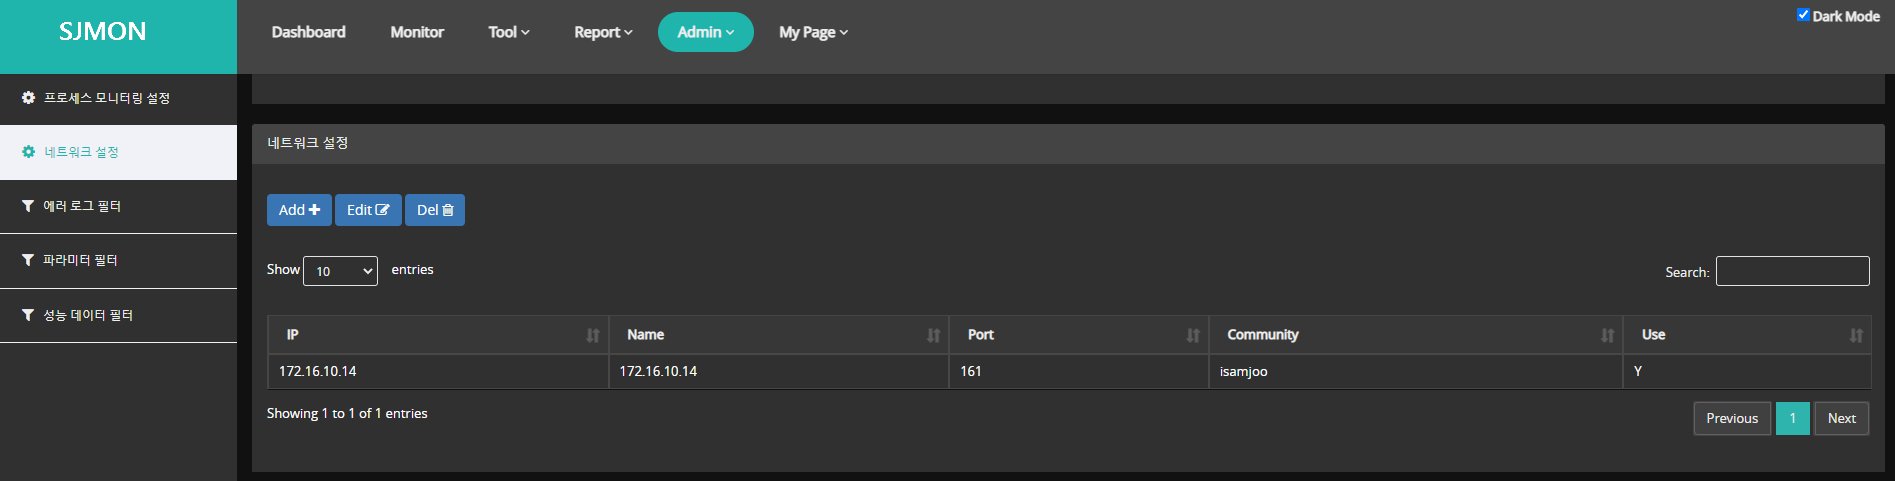 SJMON
Dashboard Monitor Tool Report Admin My Page
Dark Mode
프로세스 모니터링 설정
네트워크 설정
에러 로그 필터
파라미터 필터
성능 데이터 필터
네트워크 설정
Add Edit Del
Show 10 entries
Search:
IP Name Port Community Use
172.16.10.14 172.16.10.14 161 isamjoo Y
Showing 1 to 1 of 1 entries
Previous 1 Next